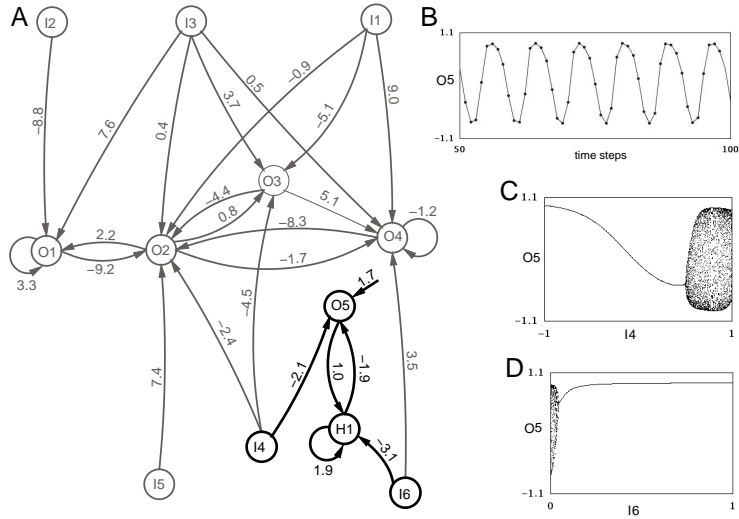 A
I2
I3
I1
−8.8
7.6
0.4
3.7
0.5
−0.9
−5.1
9.0
O3
−4.4
0.8
5.1
−1.2
O1
2.2
−9.2
O2
−8.3
−1.7
O4
3.3
7.4
−2.4
−4.5
3.5
1.7
O5
−2.1
1.0
−1.9
H1
1.9
−3.1
I4
I5
I6
B
1.1
O5
−1.1
50
time steps
100
C
1.1
O5
−1.1
−1
I4
1
D
1.1
O5
−1.1
0
I6
1